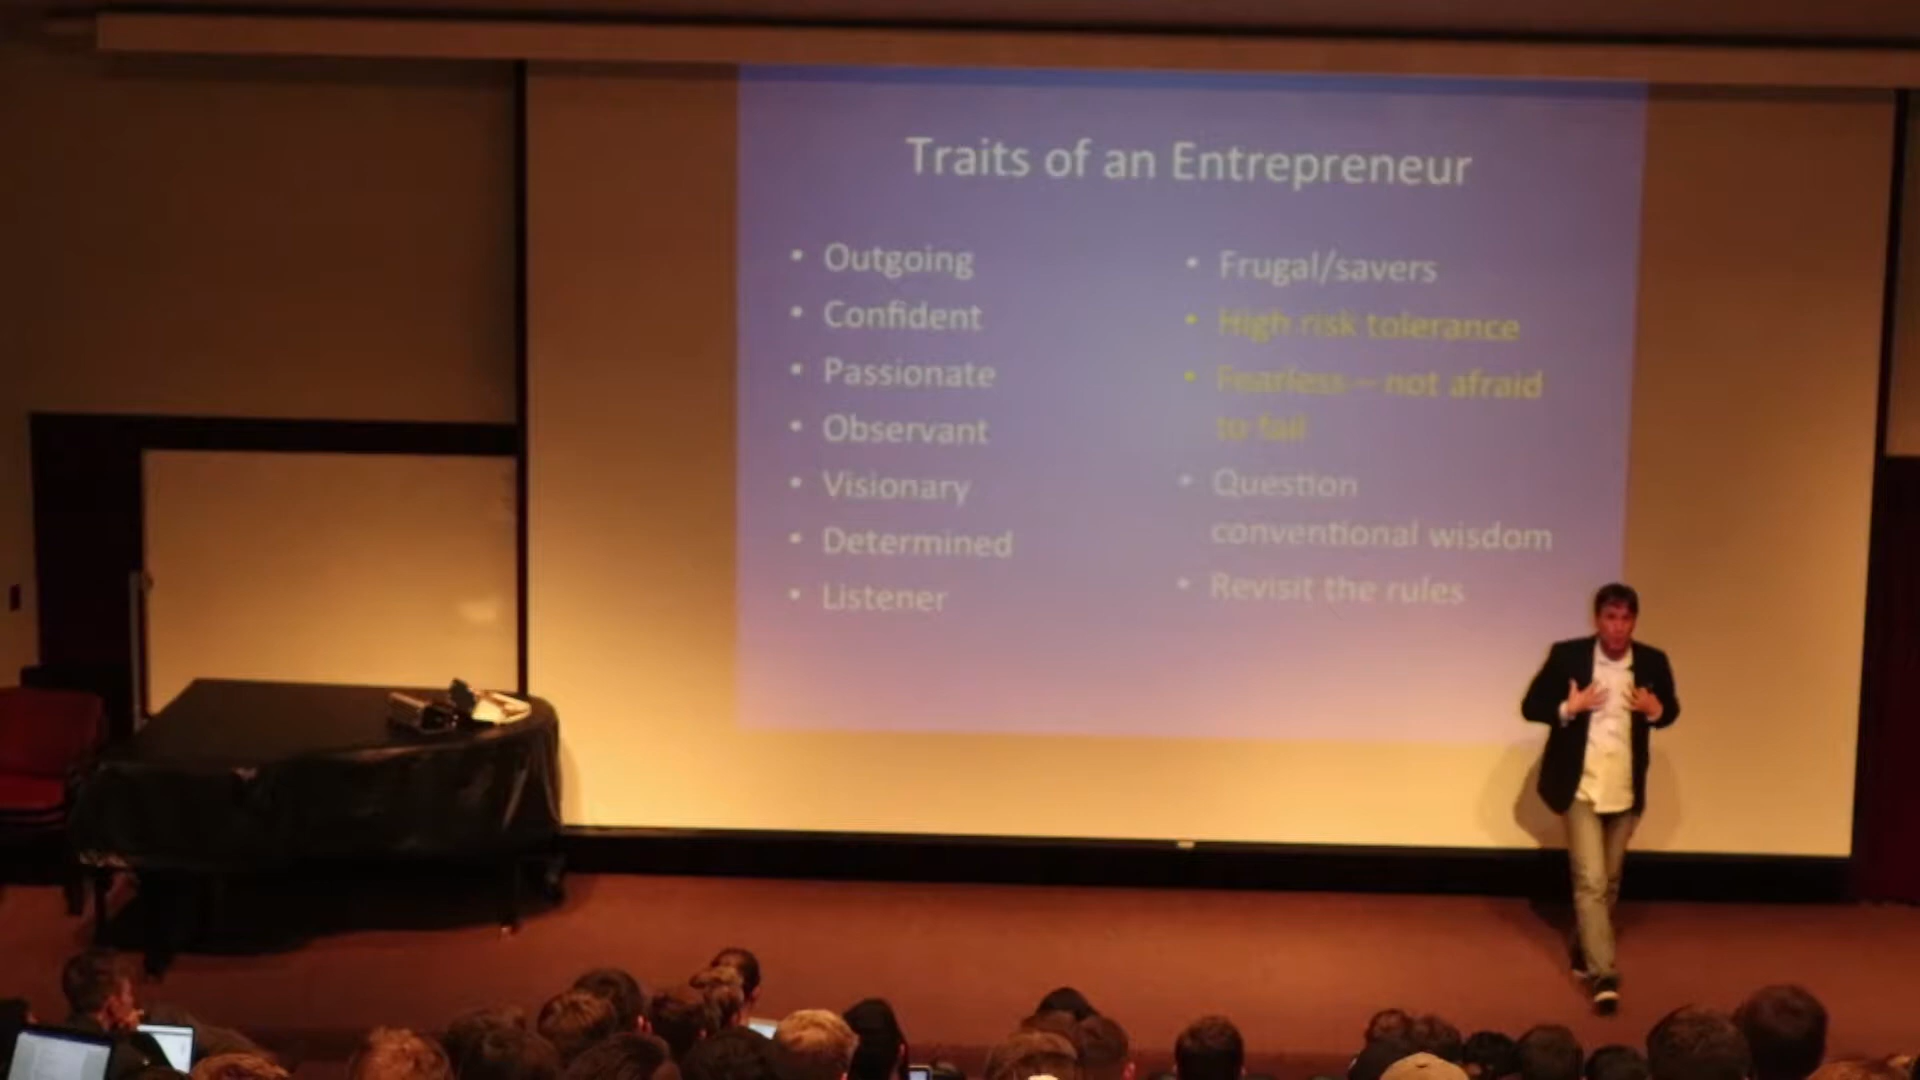 Traits of an Entrepreneur
• Outgoing
• Confident
• Passionate
• Observant
• Visionary
• Determined
• Listener
• Frugal/savers
• High risk tolerance
• Fearless – not afraid
to fail
• Question
conventional wisdom
• Revisit the rules